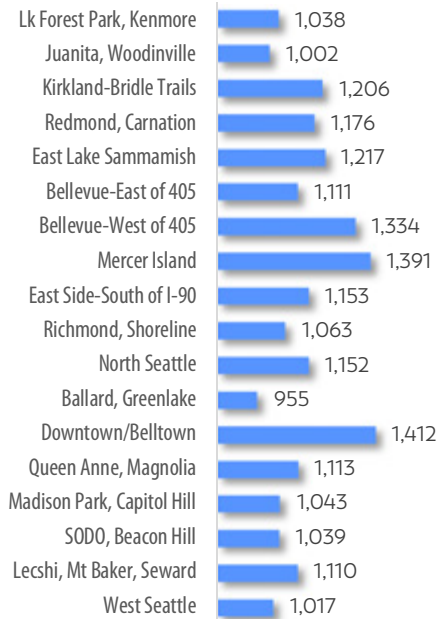 Lk Forest Park, Kenmore 1,038
Juanita, Woodinville 1,002
Kirkland-Bridle Trails 1,206
Redmond, Carnation 1,176
East Lake Sammamish 1,217
Bellevue-East of 405 1,111
Bellevue-West of 405 1,334
Mercer Island 1,391
East Side-South of I-90 1,153
Richmond, Shoreline 1,063
North Seattle 1,152
Ballard, Greenlake 955
Downtown/Belltown 1,412
Queen Anne, Magnolia 1,113
Madison Park, Capitol Hill 1,043
SODO, Beacon Hill 1,039
Lecshi, Mt Baker, Seward 1,110
West Seattle 1,017